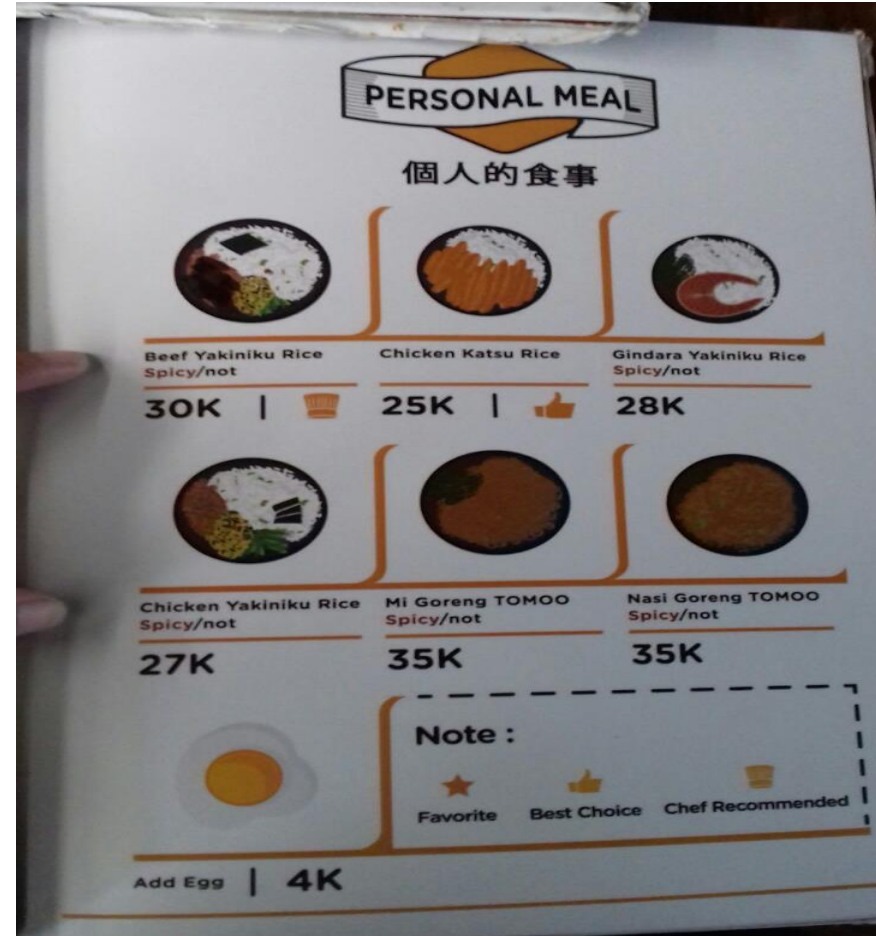 PERSONAL MEAL
個人的食事
Beef Yakiniku Rice
Spicy/not
30K |
Chicken Katsu Rice
25K |
Gindara Yakiniku Rice
Spicy/not
28K
Chicken Yakiniku Rice
Spicy/not
27K
Mi Goreng TOMOO
Spicy/not
35K
Nasi Goreng TOMOO
Spicy/not
35K
Note :
Favorite
Best Choice
Chef Recommended
Add Egg | 4K